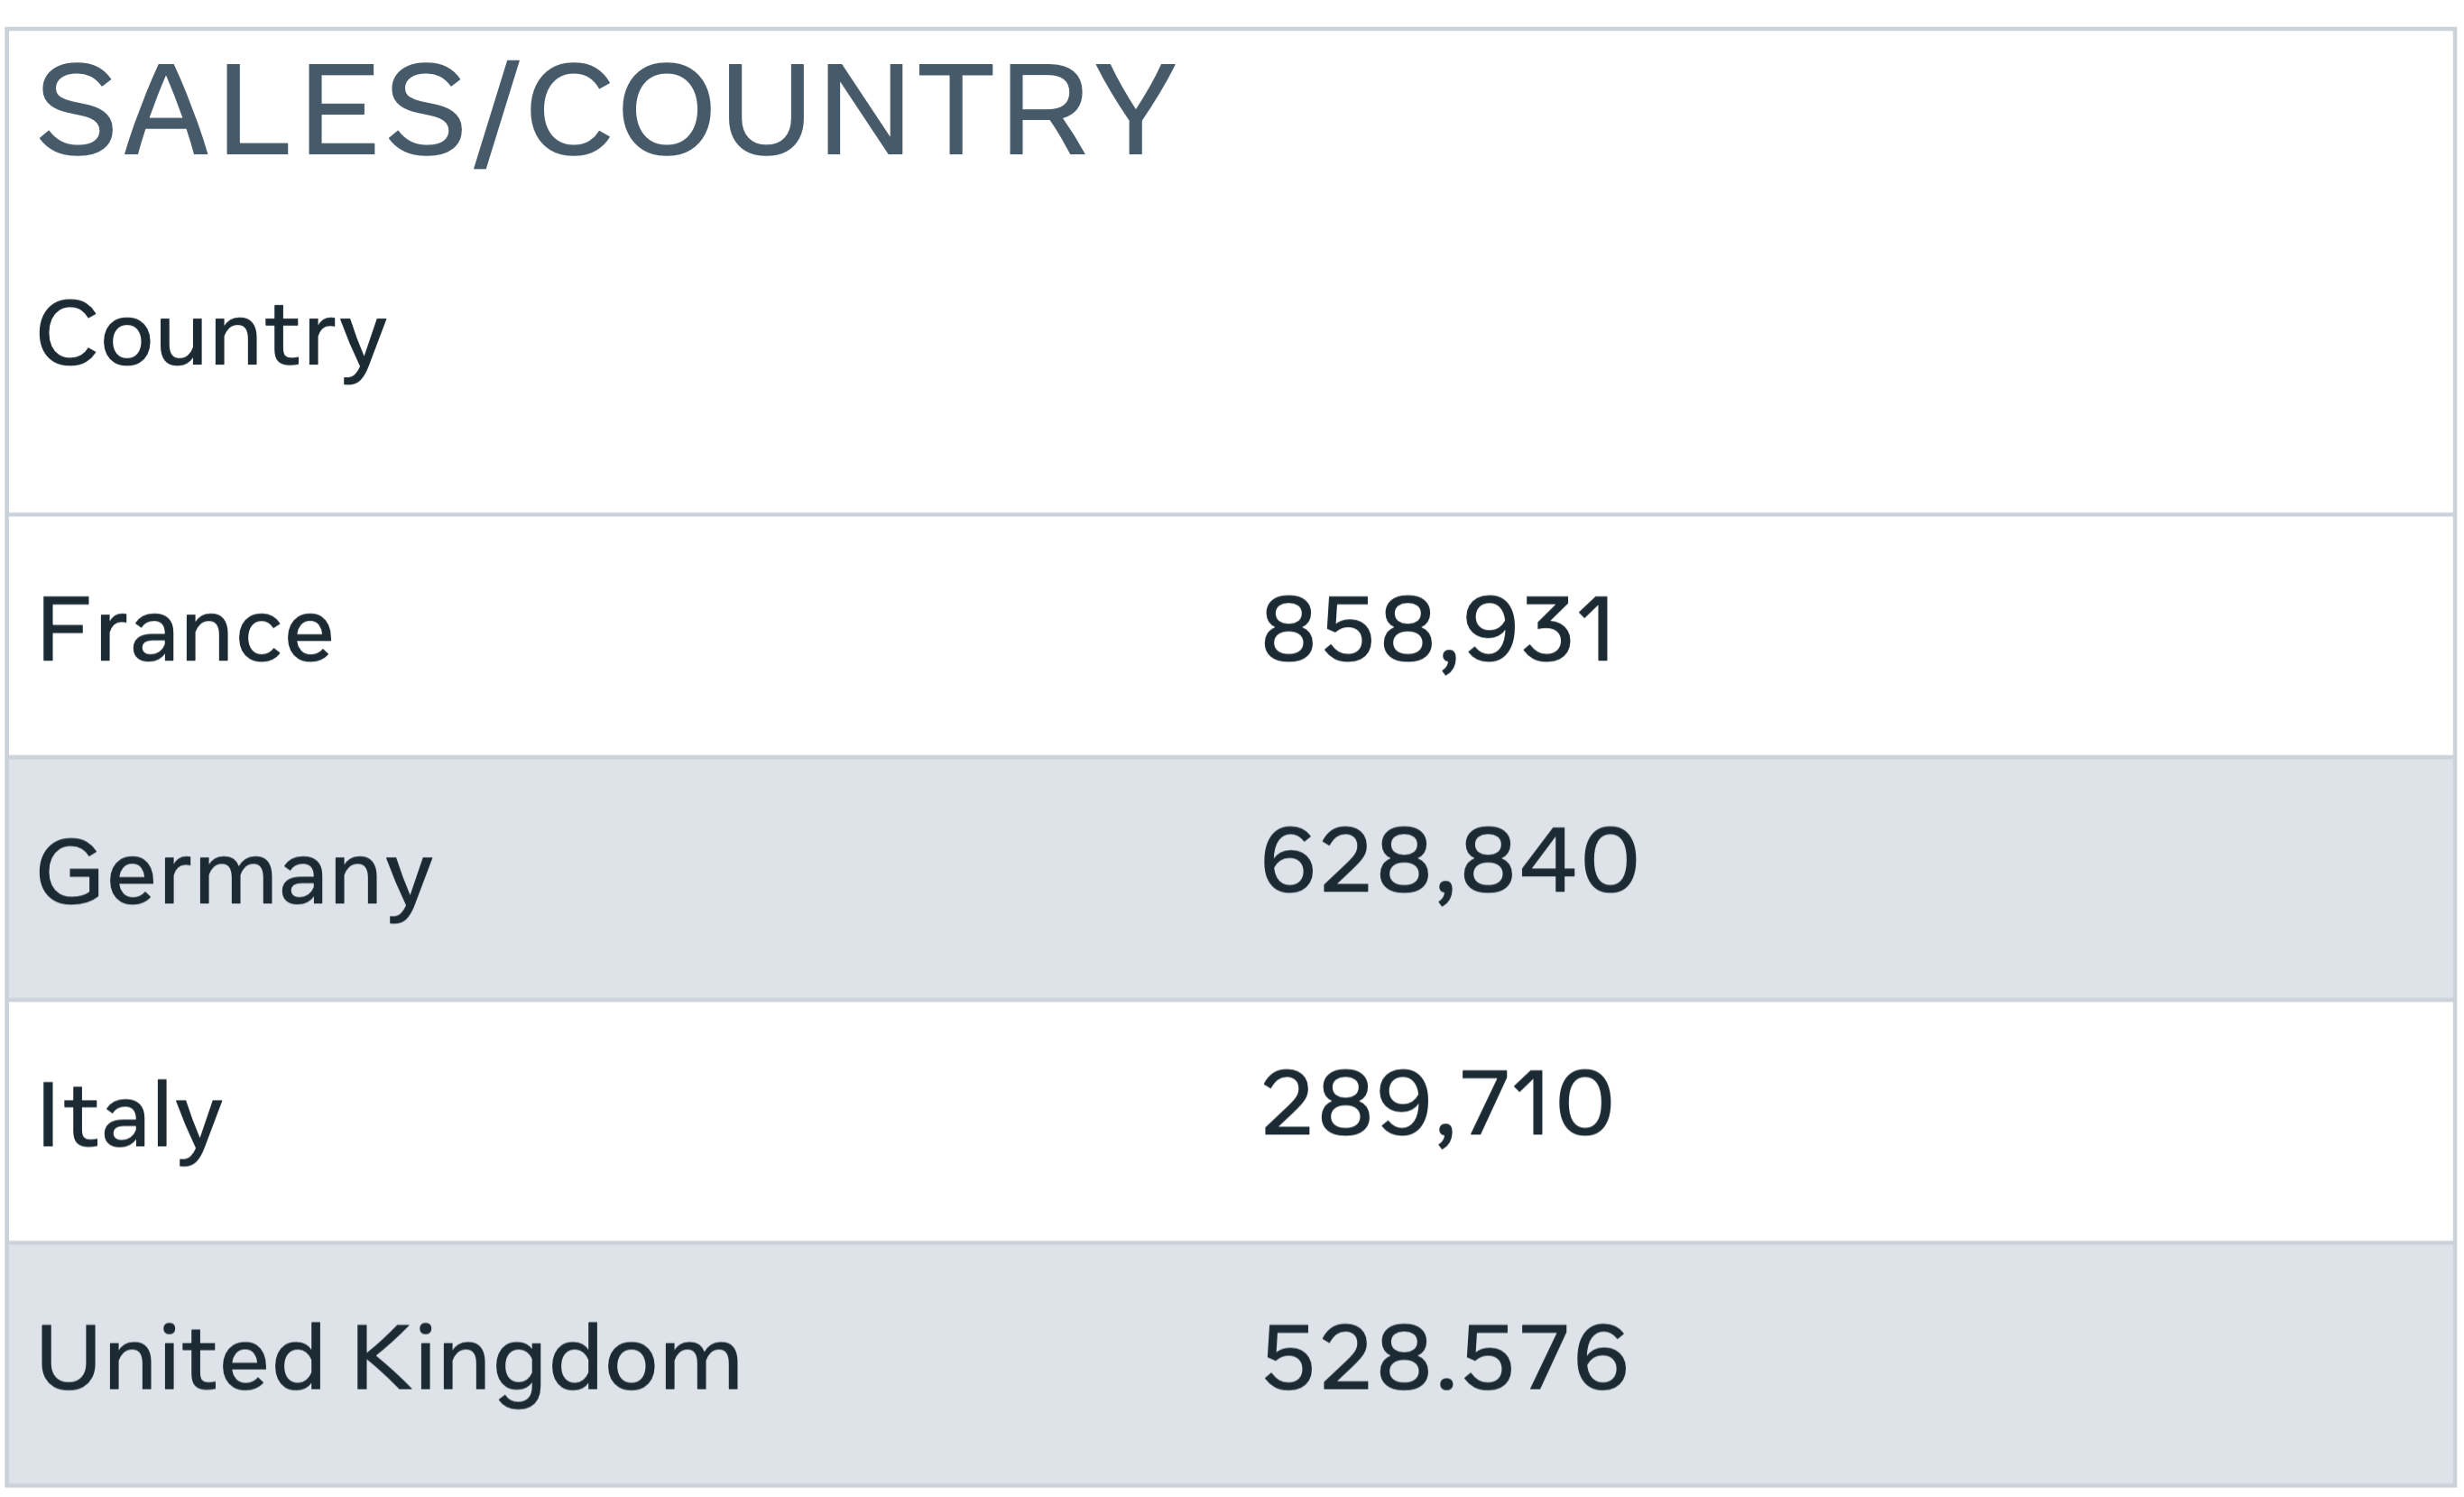 SALES/COUNTRY
Country
France 858,931
Germany 628,840
Italy 289,710
United Kingdom 528.576